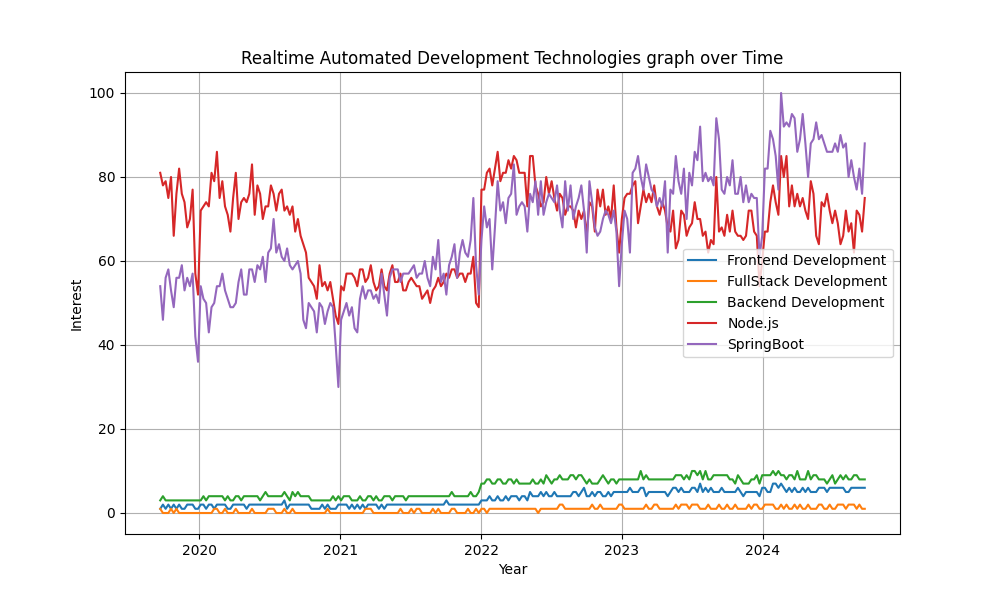 Realtime Automated Development Technologies graph over Time
100
80
60
40
20
0
Interest
2020
2021
2022
2023
2024
Year
Frontend Development
FullStack Development
Backend Development
Node.js
SpringBoot